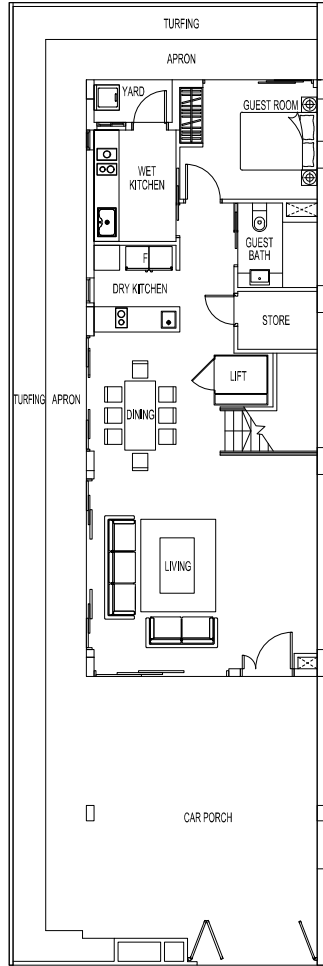 TURFING
APRON
YARD
GUEST ROOM
WET
KITCHEN
GUEST
BATH
F
DRY KITCHEN
STORE
LIFT
TURFING
APRON
DINING
LIVING
CAR PORCH